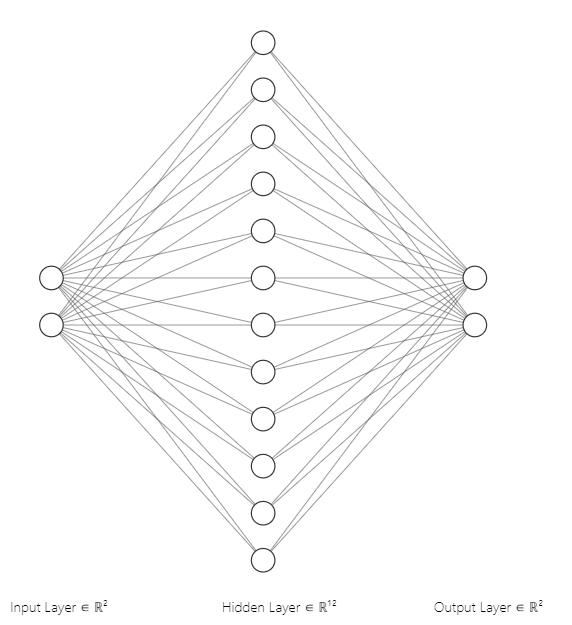 Input Layer ∈ ℝ² Hidden Layer ∈ ℝ¹² Output Layer ∈ ℝ²